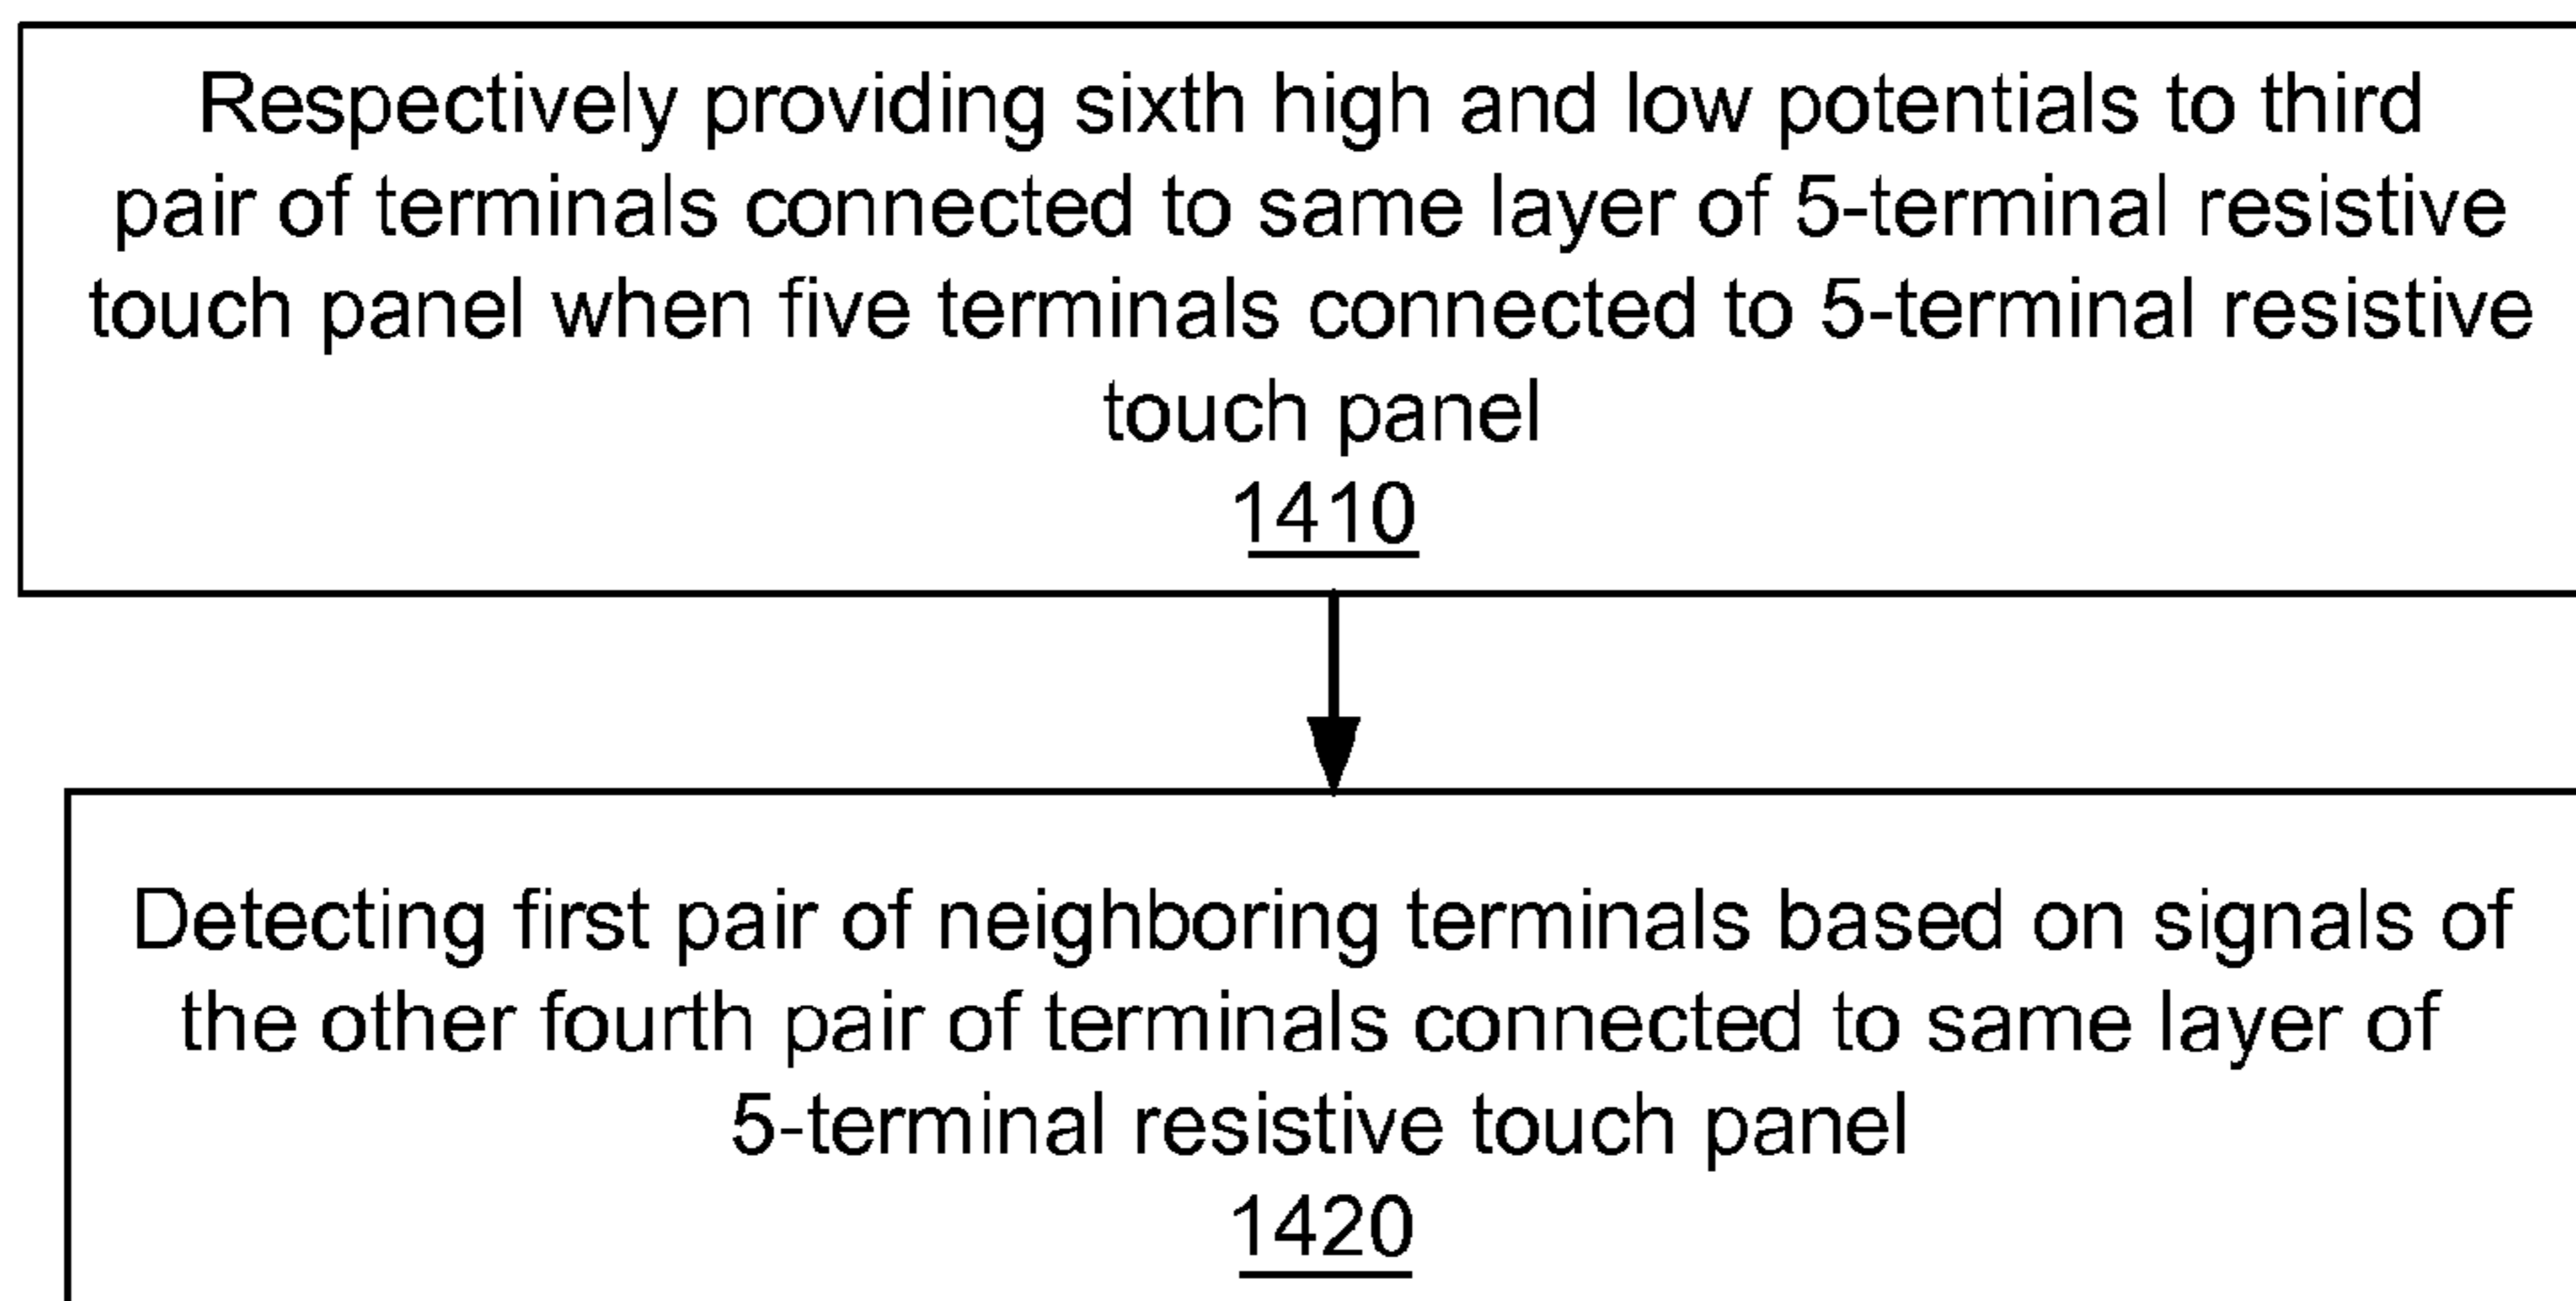 Respectively providing sixth high and low potentials to third
pair of terminals connected to same layer of 5-terminal resistive
touch panel when five terminals connected to 5-terminal resistive
touch panel
1410
Detecting first pair of neighboring terminals based on signals of
the other fourth pair of terminals connected to same layer of
5-terminal resistive touch panel
1420